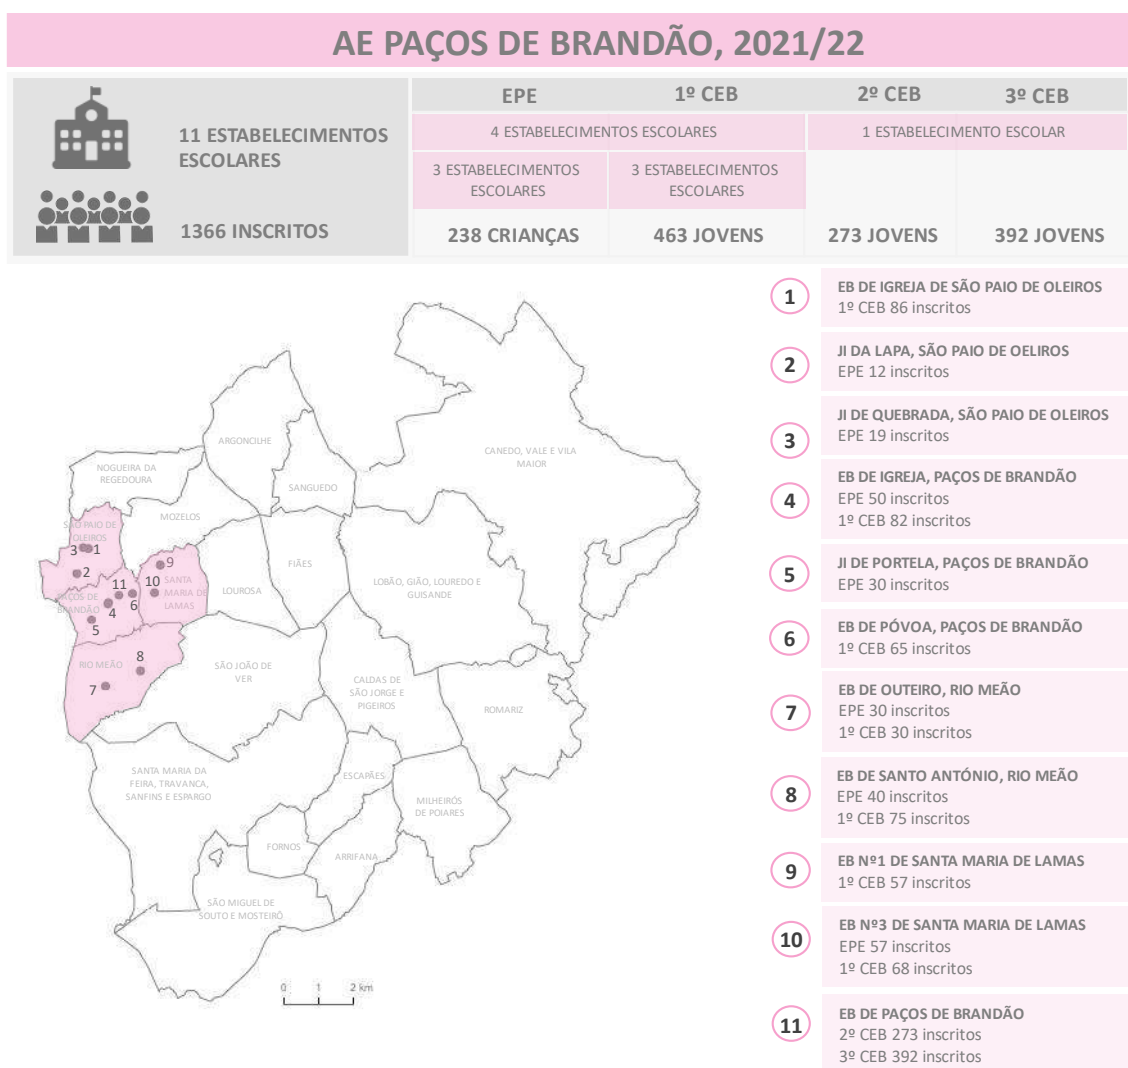 AE PAÇOS DE BRANDÃO, 2021/22
11 ESTABELECIMENTOS
ESCOLARES
1366 INSCRITOS
EPE
1º CEB
2º CEB
3º CEB
4 ESTABELECIMENTOS ESCOLARES
1 ESTABELECIMENTO ESCOLAR
3 ESTABELECIMENTOS
ESCOLARES
3 ESTABELECIMENTOS
ESCOLARES
238 CRIANÇAS
463 JOVENS
273 JOVENS
392 JOVENS
ARGONCILHE
CANEDO, VALE E VILA
MAIOR
NOGUEIRA DA
REGEDOURA
SANGUEDO
MOZELOS
SÃO PAIO DE
OLEIROS
3
1
2
9
FIÃES
LOBÃO, GIÃO, LOUREDO E
GUISANDE
LOUROSA
SANTA
MARIA DE
LAMAS
10
11
6
4
5
PAÇOS DE
BRANDÃO
RIO MEÃO
8
7
SÃO JOÃO DE
VER
CALDAS DE
SÃO JORGE E
PIGEIROS
ROMARIZ
SANTA MARIA DA
FEIRA, TRAVANCA,
SANFINS E ESPARGO
ESCAPÃES
MILHEIRÓS
DE POIARES
FORNOS
ARRIFANA
SÃO MIGUEL DE
SOUTO E MOSTEIRÔ
0 1 2 km
1
EB DE IGREJA DE SÃO PAIO DE OLEIROS
1º CEB 86 inscritos
2
JI DA LAPA, SÃO PAIO DE OELIROS
EPE 12 inscritos
3
JI DE QUEBRADA, SÃO PAIO DE OLEIROS
EPE 19 inscritos
4
EB DE IGREJA, PAÇOS DE BRANDÃO
EPE 50 inscritos
1º CEB 82 inscritos
5
JI DE PORTELA, PAÇOS DE BRANDÃO
EPE 30 inscritos
6
EB DE PÓVOA, PAÇOS DE BRANDÃO
1º CEB 65 inscritos
7
EB DE OUTEIRO, RIO MEÃO
EPE 30 inscritos
1º CEB 30 inscritos
8
EB DE SANTO ANTÓNIO, RIO MEÃO
EPE 40 inscritos
1º CEB 75 inscritos
9
EB Nº1 DE SANTA MARIA DE LAMAS
1º CEB 57 inscritos
10
EB Nº3 DE SANTA MARIA DE LAMAS
EPE 57 inscritos
1º CEB 68 inscritos
11
EB DE PAÇOS DE BRANDÃO
2º CEB 273 inscritos
3º CEB 392 inscritos